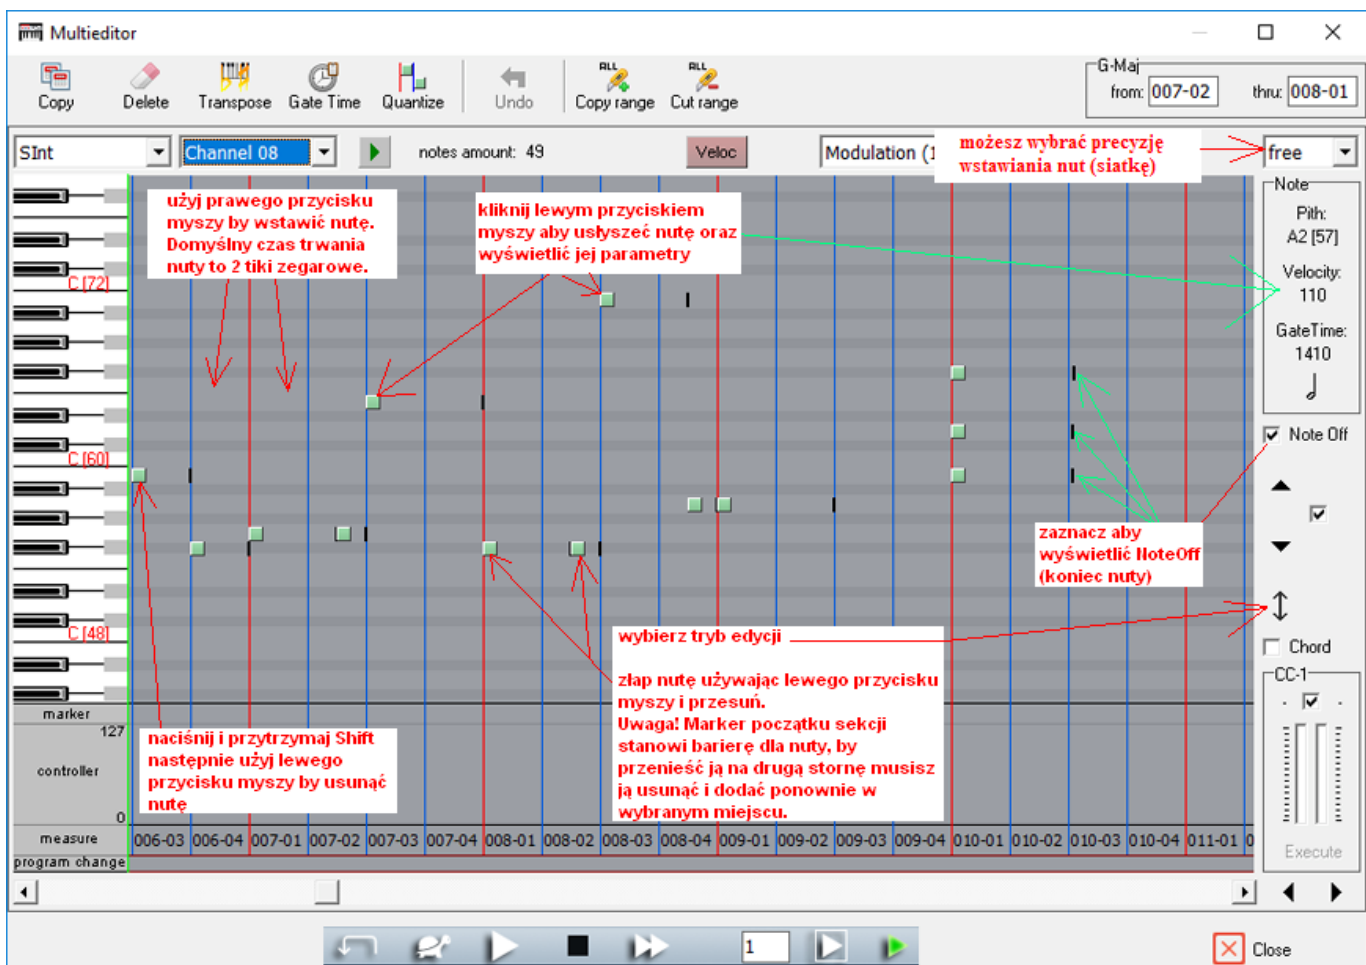 Multieditor
Copy
Delete
Transpose
Gate Time
Quantize
Undo
ALL
Copy range
ALL
Cut range
G-Maj
from: 007-02
thru: 008-01
SInt
Channel 08
notes amount: 49
Veloc
Modulation (1
możesz wybrać precyzję
wstawiania nut (siatkę)
free
użyj prawego przycisku
myszy by wstawić nutę.
Domyślny czas trwania
nuty to 2 tiki zegarowe.
kliknij lewym przyciskiem
myszy aby usłyszeć nutę oraz
wyświetlić jej parametry
Note
Pith:
A2 [57]
Velocity:
110
GateTime:
1410
Note Off
C [72]
C [60]
C [48]
zaznacz aby
wyświetlić NoteOff
(koniec nuty)
wybierz tryb edycji
złap nutę używając lewego przycisku
myszy i przesuń.
Uwaga! Marker początku sekcji
stanowi barierę dla nuty, by
przenieść ją na drugą stornę musisz
ją usunąć i dodać ponownie w
wybranym miejscu.
Chord
CC-1
Execute
marker
127
controller
0
naciśnij i przytrzymaj Shift
następnie użyj lewego
przycisku myszy by usunąć
nutę
measure
006-03 006-04 007-01 007-02 007-03 007-04 008-01 008-02 008-03 008-04 009-01 009-02 009-03 009-04 010-01 010-02 010-03 010-04 011-01 0
program change
1
Close